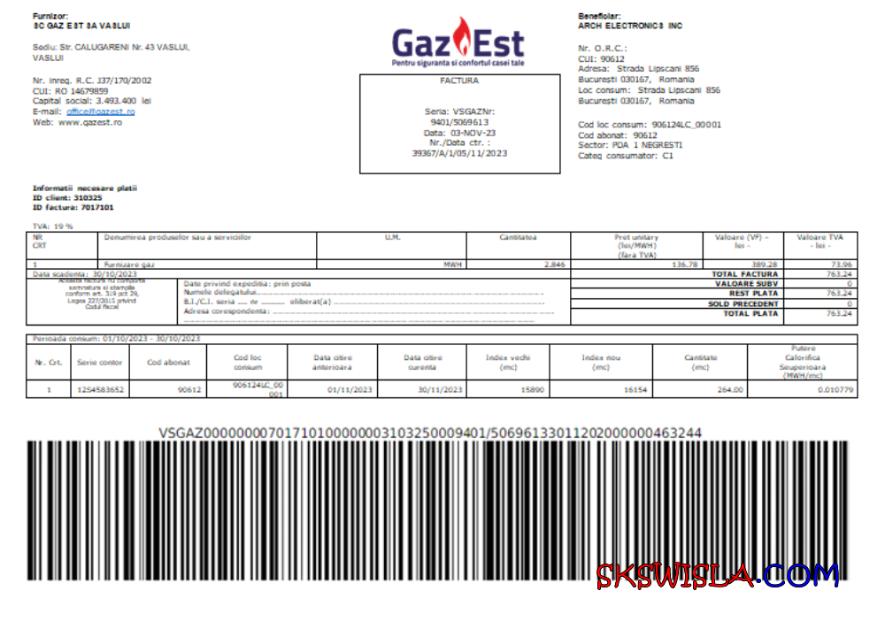 Furnizor:
SC GAZ EST SA VASLUI
Sediu: Str. CALUGARENI Nr. 43 VASLUI,
VASLUI
Nr. inreg. R.C. J37/170/2002
CUI: RO 14679859
Capital social: 3.493.400 lei
E-mail: office@gazest.ro
Web: www.gazest.ro
Gaz Est
Pentru siguranta si confortul casei tale
FACTURA
Seria: VSGAZNr:
9401/5069613
Data: 03-NOV-23
Nr./Data ctr. :
39367/A/1/05/11/2023
Beneficiar:
ARCH ELECTRONICS INC
Nr. O.R.C.:
CUI: 90612
Adresa: Strada Lipscani 856
București 030167, Romania
Loc consum: Strada Lipscani 856
București 030167, Romania
Cod loc consum: 906124LC_00001
Cod abonat: 90612
Sector: PDA 1 NEGRESTI
Categ consumator: C1
Informatii necesare platii
ID client: 310325
ID factura: 7017101
TVA: 19 %
NR CRT Denumirea produselor sau a serviciilor U.M. Cantitatea Pret unitary (lei/MWH) (fara TVA) Valoare (VF) – lei – Valoare TVA – lei -
1 Furnizare gaz MWH 2.846 136.78 389.28 73.96
Data scadenta: 30/10/2023 TOTAL FACTURA 763.24
Aceasta factura nu comporta
semnatura si stampila
conform art. 319 pct 29,
Legea 227/2015 privind
Codul fiscal
Date privind expeditia: prin posta
Numele delegatului
B.I./C.I. seria .... nr ......... eliberat(a)
Adresa corespondenta:
VALOARE SUBV 0
REST PLATA 763.24
SOLD PRECEDENT 0
TOTAL PLATA 763.24
Perioada consum: 01/10/2023 - 30/10/2023
Nr. Crt. Serie contor Cod abonat Cod loc consum Data citire anterioara Data citire curenta Index vechi (mc) Index nou (mc) Cantitate (mc) Putere Calorifica Seuperioara (MWH/mc)
1 1254583652 90612 906124LC_00001 01/11/2023 30/11/2023 15890 16154 264.00 0.010779
VSGAZ00000000701710100000003103250009401/50696133011202000000463244
SKSWISLA.COM